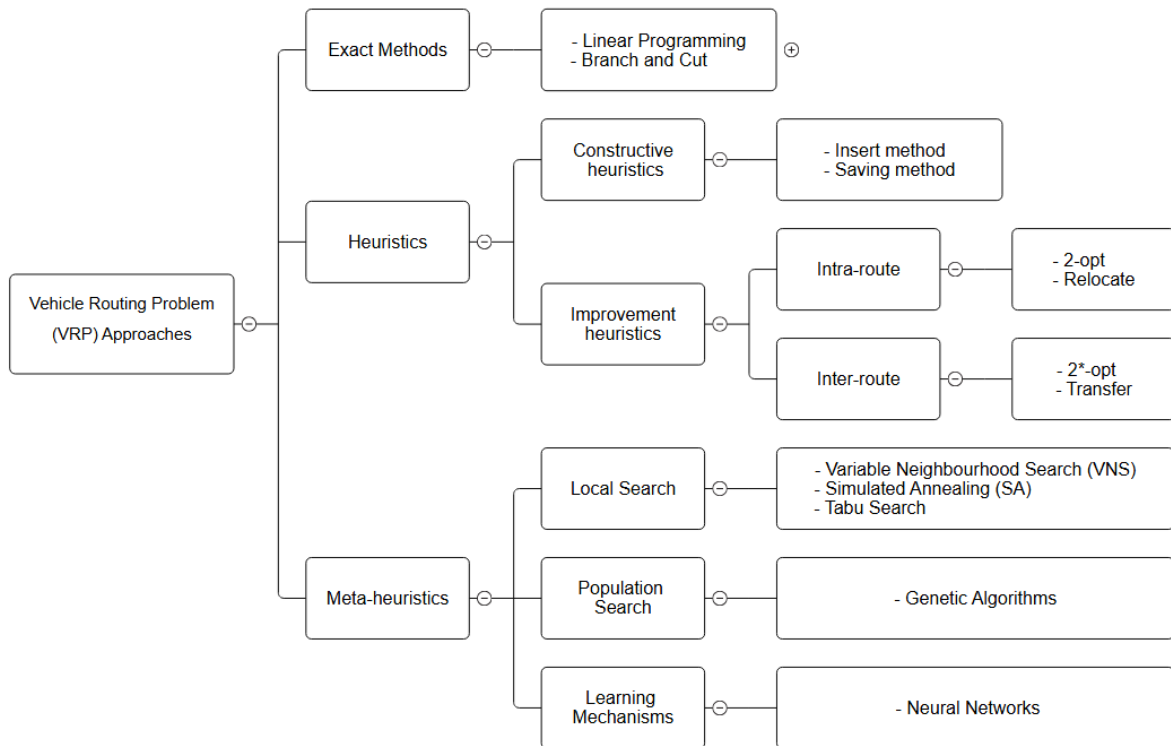 Vehicle Routing Problem
(VRP) Approaches
Exact Methods
- Linear Programming
- Branch and Cut
Heuristics
Constructive
heuristics
- Insert method
- Saving method
Improvement
heuristics
Intra-route
- 2-opt
- Relocate
Inter-route
- 2*-opt
- Transfer
Meta-heuristics
Local Search
- Variable Neighbourhood Search (VNS)
- Simulated Annealing (SA)
- Tabu Search
Population
Search
- Genetic Algorithms
Learning
Mechanisms
- Neural Networks